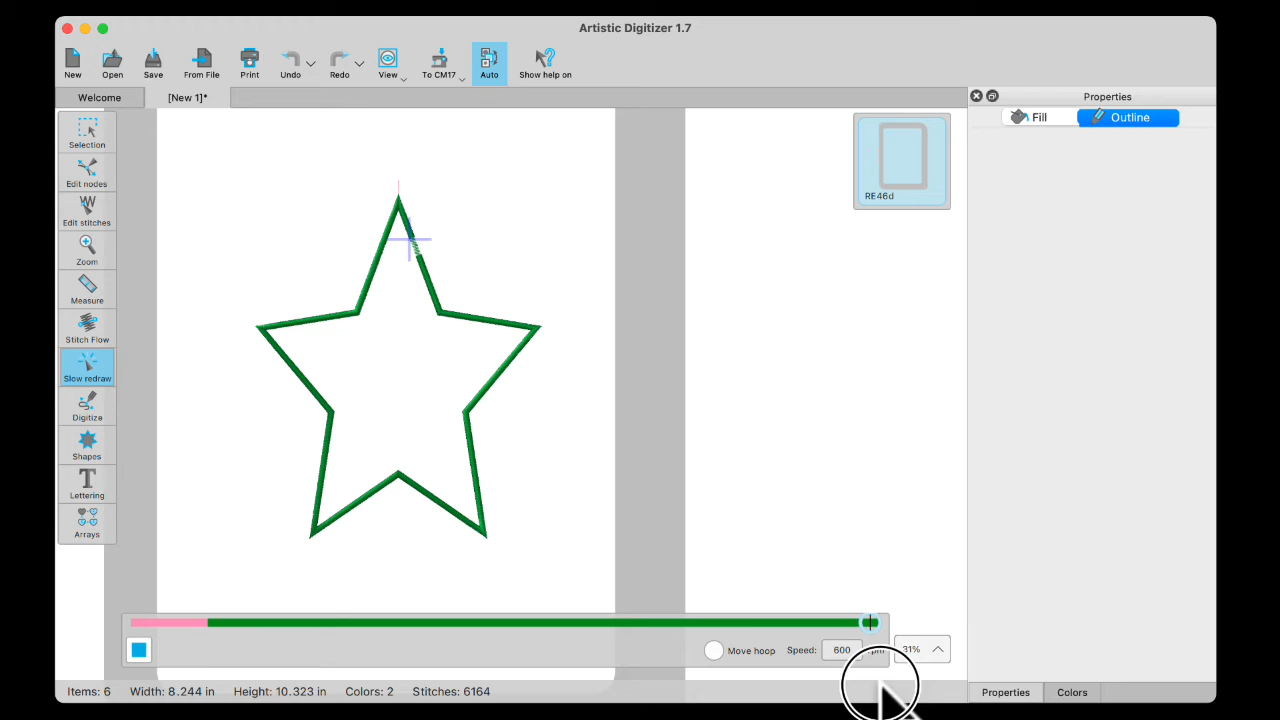 Artistic Digitizer 1.7
New Open Save From File Print Undo Redo View To CM17 Auto Show help on
Welcome [New 1]*
Properties
Fill Outline
Selection
Edit nodes
Edit stitches
Zoom
Measure
Stitch Flow
Slow redraw
Digitize
Shapes
Lettering
Arrays
RE46d
Move hoop Speed: 600 rpm 31%
Items: 6 Width: 8.244 in Height: 10.323 in Colors: 2 Stitches: 6164
Properties Colors